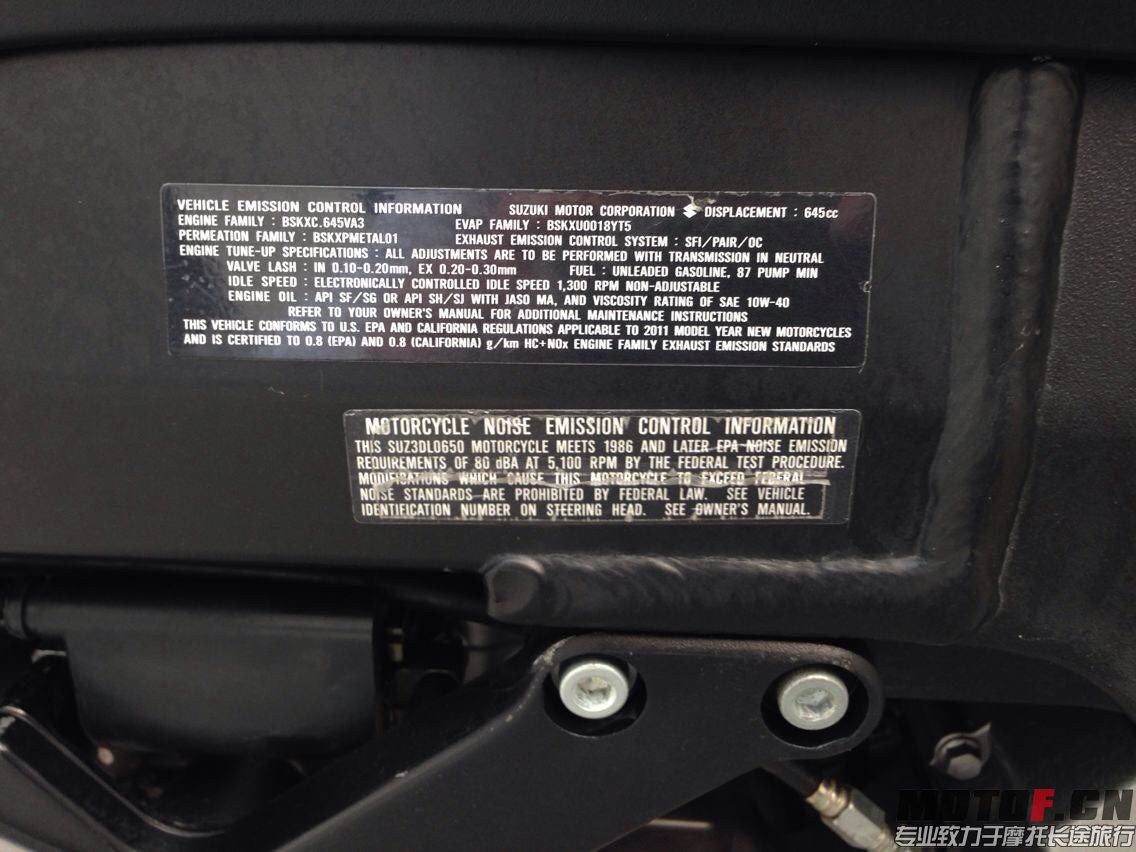 VEHICLE EMISSION CONTROL INFORMATION SUZUKI MOTOR CORPORATION DISPLACEMENT : 645cc
ENGINE FAMILY : BSKXC.645VA3 EVAP FAMILY : BSKXU0018YT5
PERMEATION FAMILY : BSKXPMETAL01 EXHAUST EMISSION CONTROL SYSTEM : SFI/PAIR/OC
ENGINE TUNE-UP SPECIFICATIONS : ALL ADJUSTMENTS ARE TO BE PERFORMED WITH TRANSMISSION IN NEUTRAL
VALVE LASH : IN 0.10-0.20mm, EX 0.20-0.30mm FUEL : UNLEADED GASOLINE, 87 PUMP MIN
IDLE SPEED : ELECTRONICALLY CONTROLLED IDLE SPEED 1,300 RPM NON-ADJUSTABLE
ENGINE OIL : API SF/SG OR API SH/SJ WITH JASO MA, AND VISCOSITY RATING OF SAE 10W-40
REFER TO YOUR OWNER'S MANUAL FOR ADDITIONAL MAINTENANCE INSTRUCTIONS
THIS VEHICLE CONFORMS TO U.S. EPA AND CALIFORNIA REGULATIONS APPLICABLE TO 2011 MODEL YEAR NEW MOTORCYCLES
AND IS CERTIFIED TO 0.8 (EPA) AND 0.8 (CALIFORNIA) g/km HC+NOx ENGINE FAMILY EXHAUST EMISSION STANDARDS
MOTORCYCLE NOISE EMISSION CONTROL INFORMATION
THIS SUZ3DL0650 MOTORCYCLE MEETS 1986 AND LATER EPA NOISE EMISSION
REQUIREMENTS OF 80 dBA AT 5,100 RPM BY THE FEDERAL TEST PROCEDURE.
MODIFICATIONS WHICH CAUSE THIS MOTORCYCLE TO EXCEED FEDERAL
NOISE STANDARDS ARE PROHIBITED BY FEDERAL LAW. SEE VEHICLE
IDENTIFICATION NUMBER ON STEERING HEAD. SEE OWNER'S MANUAL.
MOTOF.CN
专业致力于摩托长途旅行